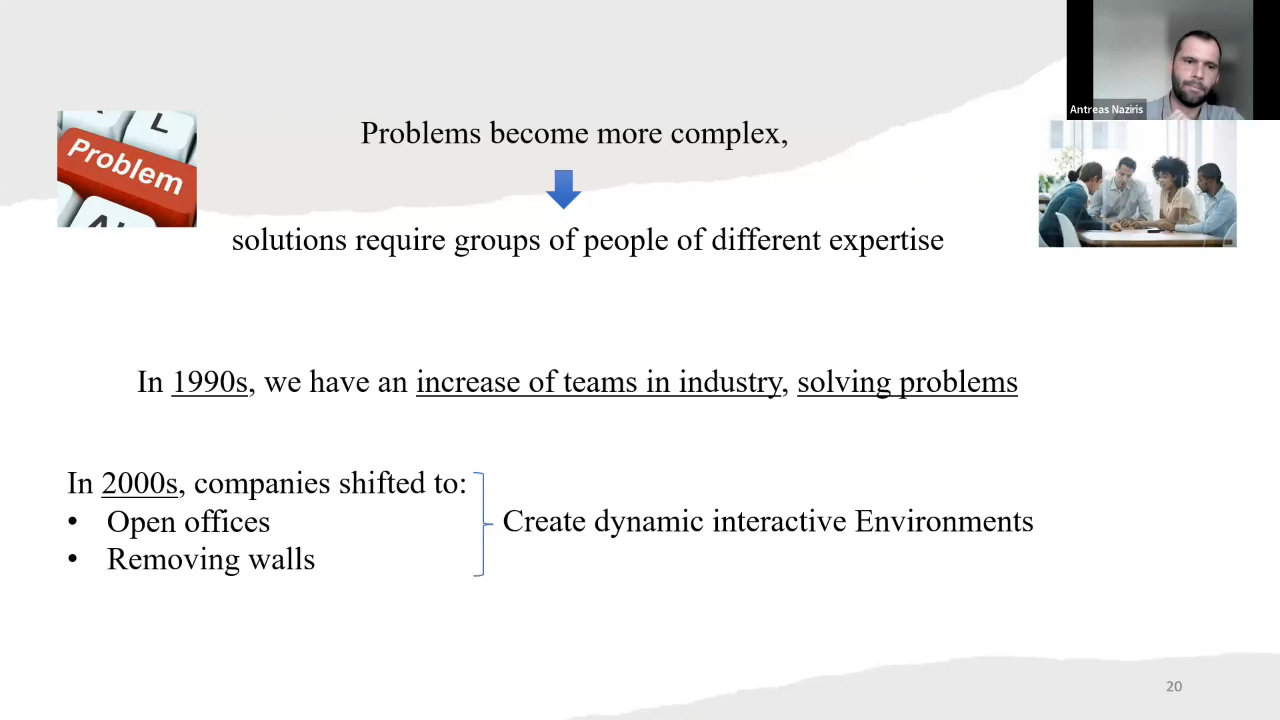 Antreas Naziris
L
Problem
Problems become more complex,
solutions require groups of people of different expertise
In 1990s, we have an increase of teams in industry, solving problems
In 2000s, companies shifted to:
• Open offices
• Removing walls
Create dynamic interactive Environments
20